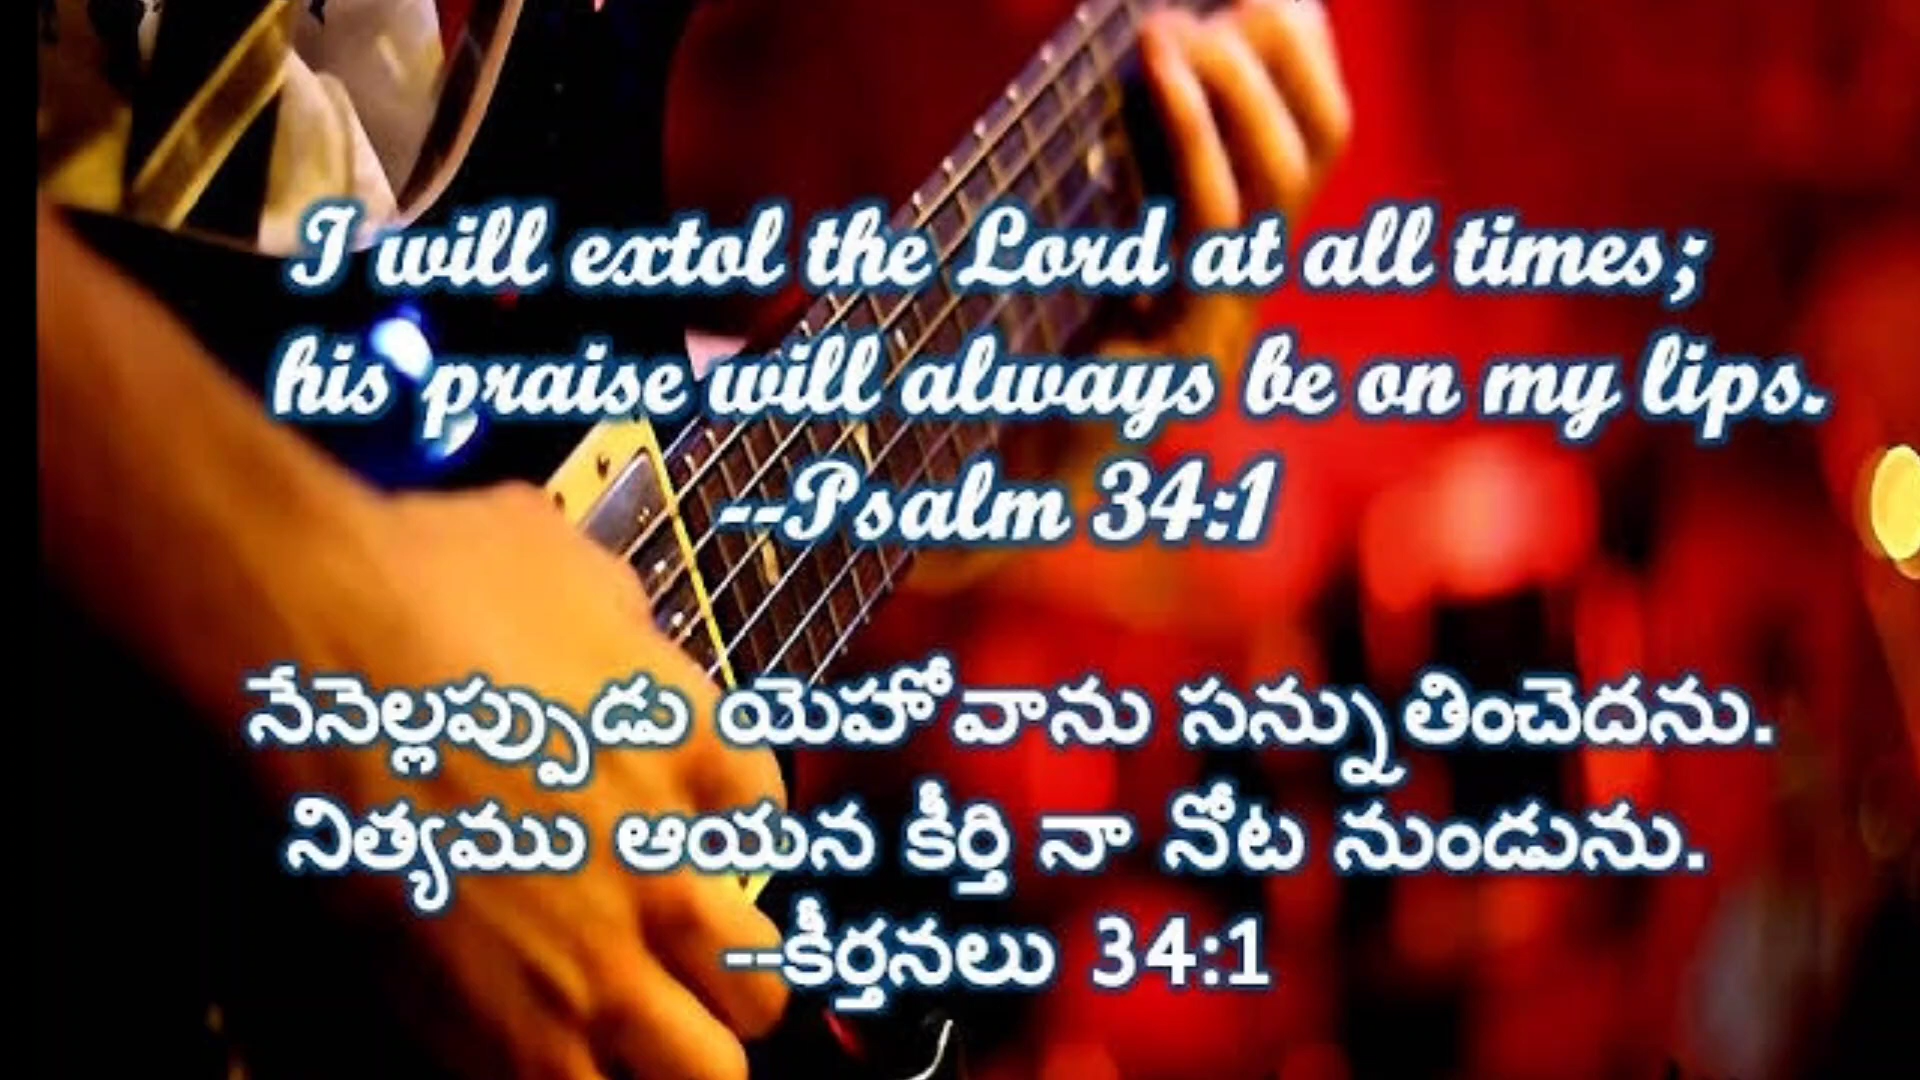 I will extol the Lord at all times;
his praise will always be on my lips.
--Psalm 34:1
నేనెల్లప్పుడు యెహోవాను సన్నుతించెదను.
నిత్యము ఆయన కీర్తి నా నోట నుండును.
--కీర్తనలు 34:1